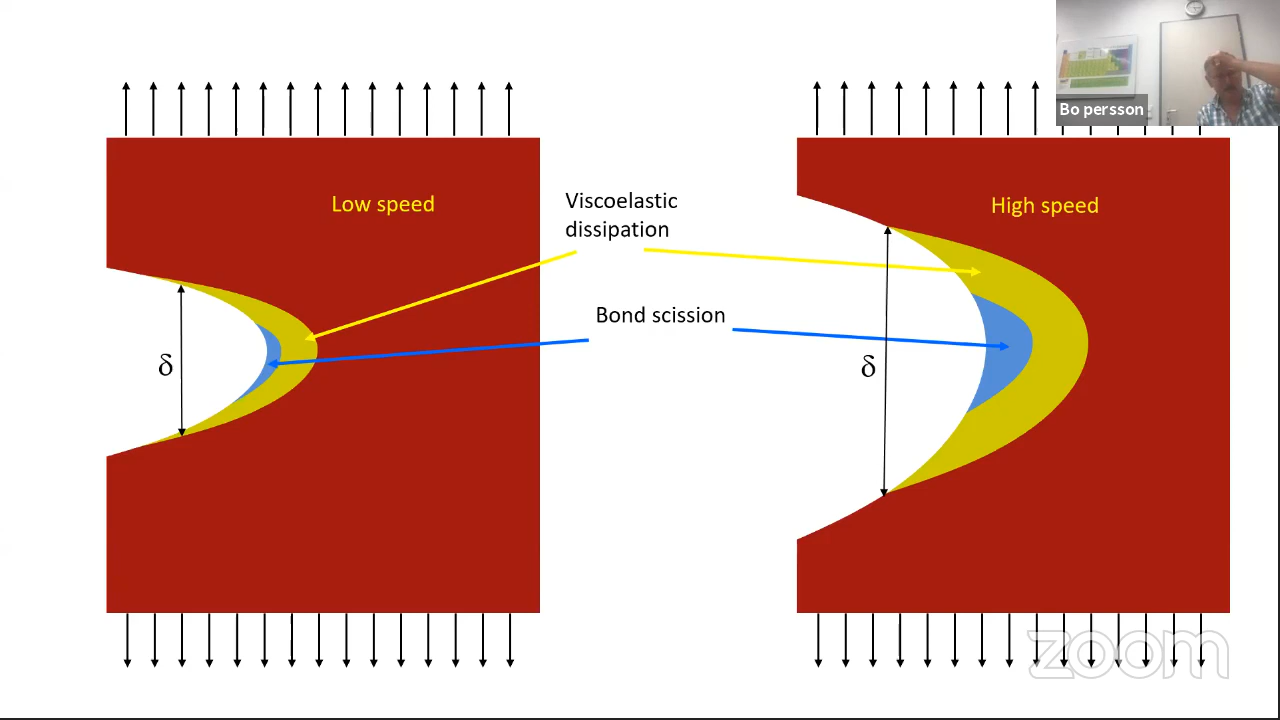 Bo persson
Low speed
Viscoelastic
dissipation
High speed
Bond scission
δ
δ
zoom